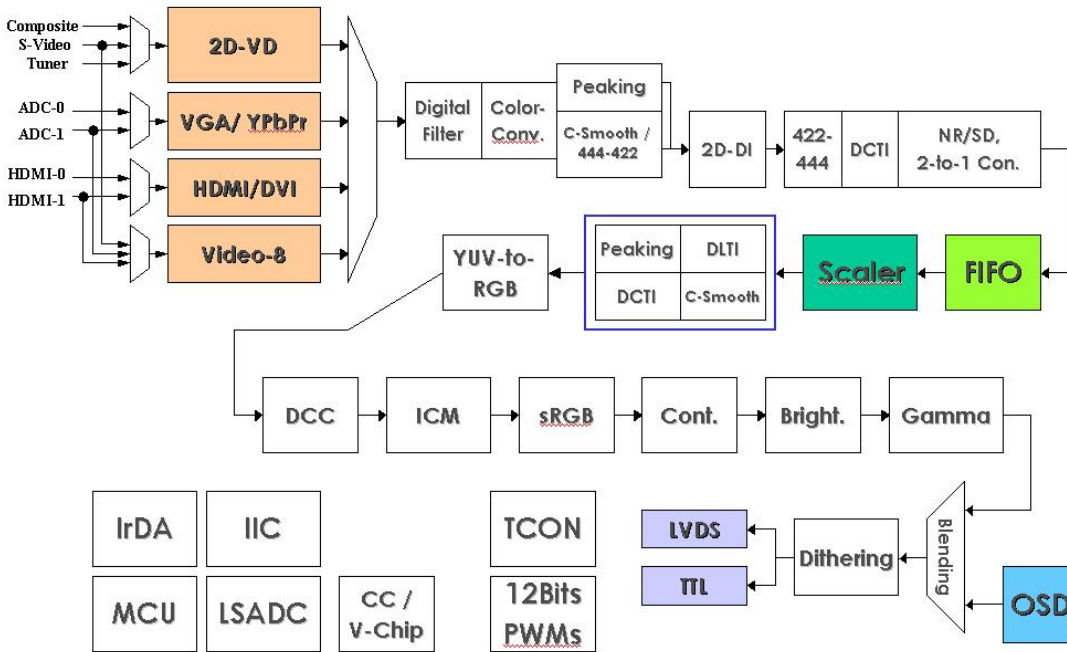 Composite
S-Video
Tuner
2D-VD
ADC-0
ADC-1
VGA/ YPbPr
HDMI-0
HDMI-1
HDMI/DVI
Video-8
Digital
Filter
Color-
Conv.
Peaking
C-Smooth /
444-422
2D-DI
422-
444
DCTI
NR/SD,
2-to-1 Con.
FIFO
Scaler
Peaking
DLTI
DCTI
C-Smooth
YUV-to-
RGB
DCC
ICM
sRGB
Cont.
Bright.
Gamma
IrDA
IIC
TCON
LVDS
TTL
Dithering
Blending
OSD
MCU
LSADC
CC /
V-Chip
12Bits
PWMs